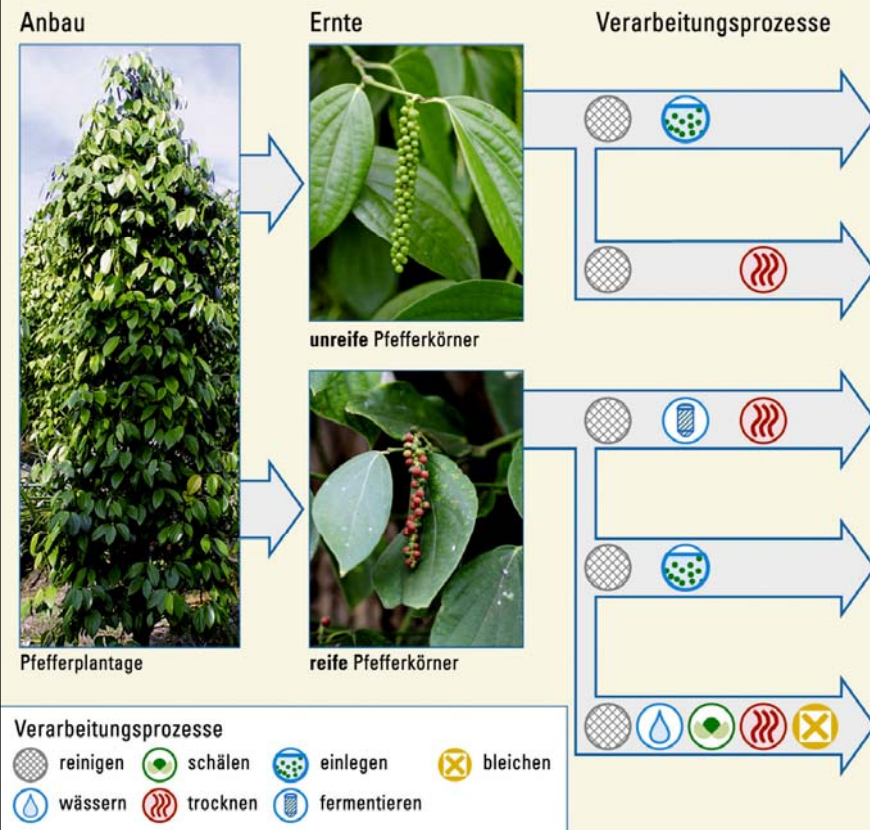 Anbau
Ernte
Verarbeitungsprozesse
unreife Pfefferkörner
Pfefferplantage
reife Pfefferkörner
Verarbeitungsprozesse
reinigen
schälen
einlegen
bleichen
wässern
trocknen
fermentieren